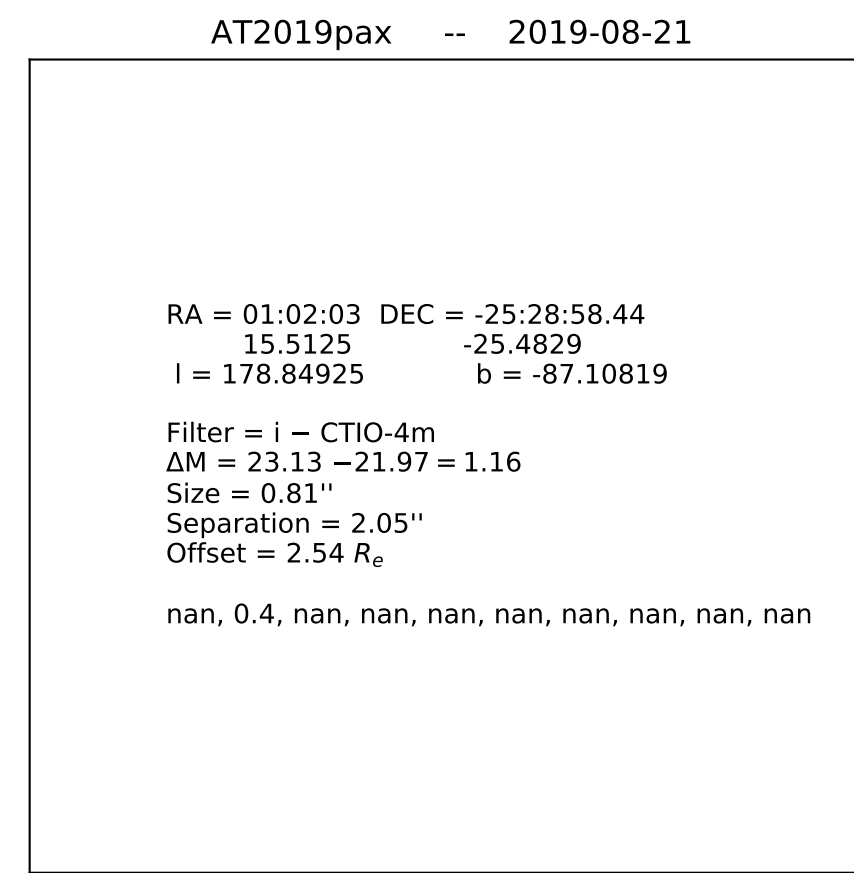 AT2019pax -- 2019-08-21
RA = 01:02:03 DEC = -25:28:58.44
15.5125 -25.4829
l = 178.84925 b = -87.10819
Filter = i − CTIO-4m
ΔM = 23.13 −21.97 = 1.16
Size = 0.81''
Separation = 2.05''
Offset = 2.54 Re
nan, 0.4, nan, nan, nan, nan, nan, nan, nan, nan